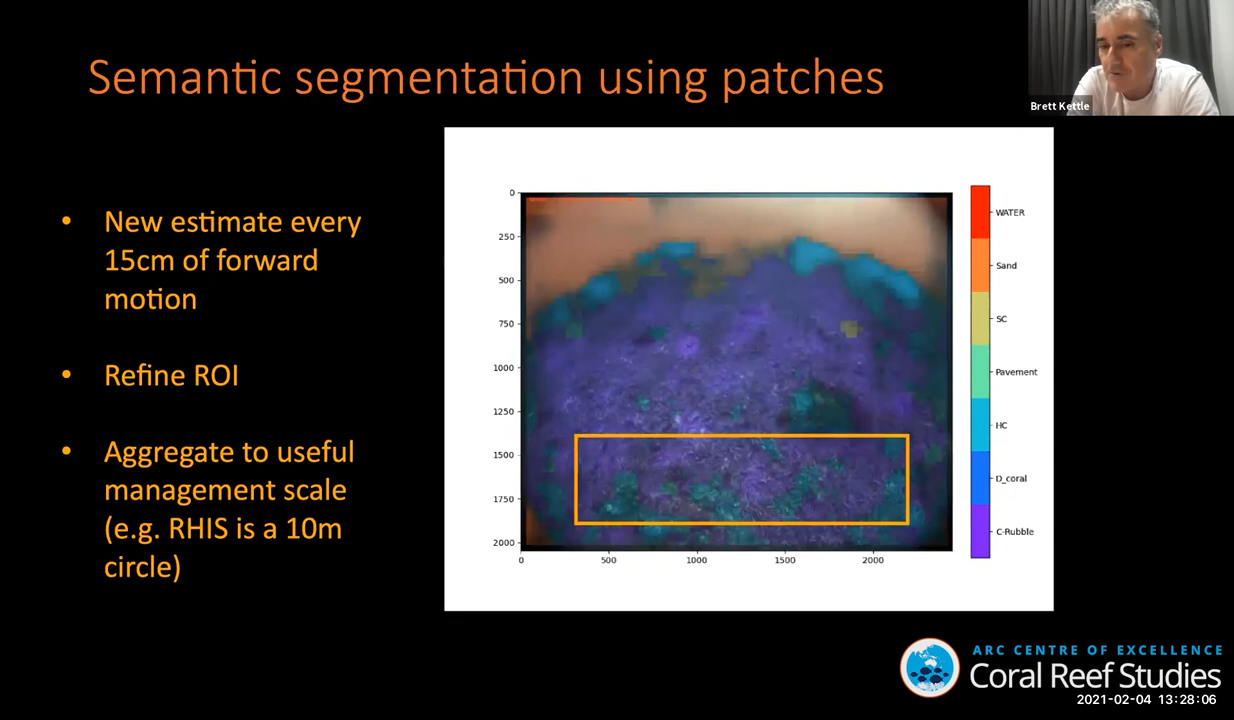 Semantic segmentation using patches
Brett Kettle
• New estimate every
15cm of forward
motion
• Refine ROI
• Aggregate to useful
management scale
(e.g. RHIS is a 10m
circle)
0
250
500
750
1000
1250
1500
1750
2000
0 500 1000 1500 2000
WATER
Sand
SC
Pavement
HC
D_coral
C-Rubble
ARC CENTRE OF EXCELLENCE
Coral Reef Studies
2021-02-04 13:28:06